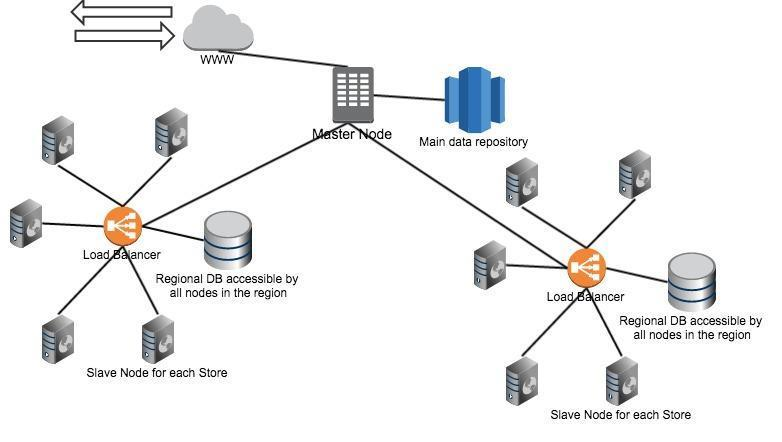 WWW
Master Node
Main data repository
Load Balancer
Regional DB accessible by
all nodes in the region
Slave Node for each Store
Load Balancer
Regional DB accessible by
all nodes in the region
Slave Node for each Store